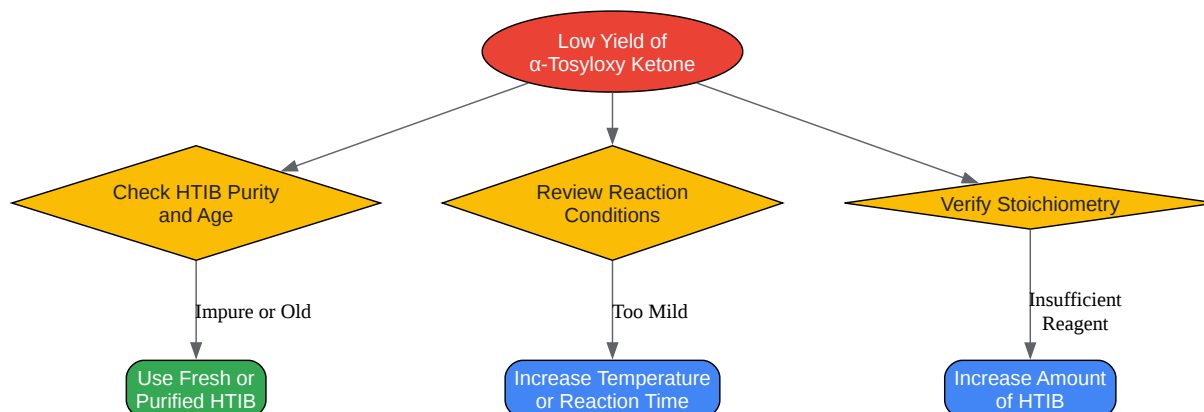 Low Yield of
α-Tosyloxy Ketone
Check HTIB Purity
and Age
Review Reaction
Conditions
Verify Stoichiometry
Impure or Old
Too Mild
Insufficient
Reagent
Use Fresh or
Purified HTIB
Increase Temperature
or Reaction Time
Increase Amount
of HTIB